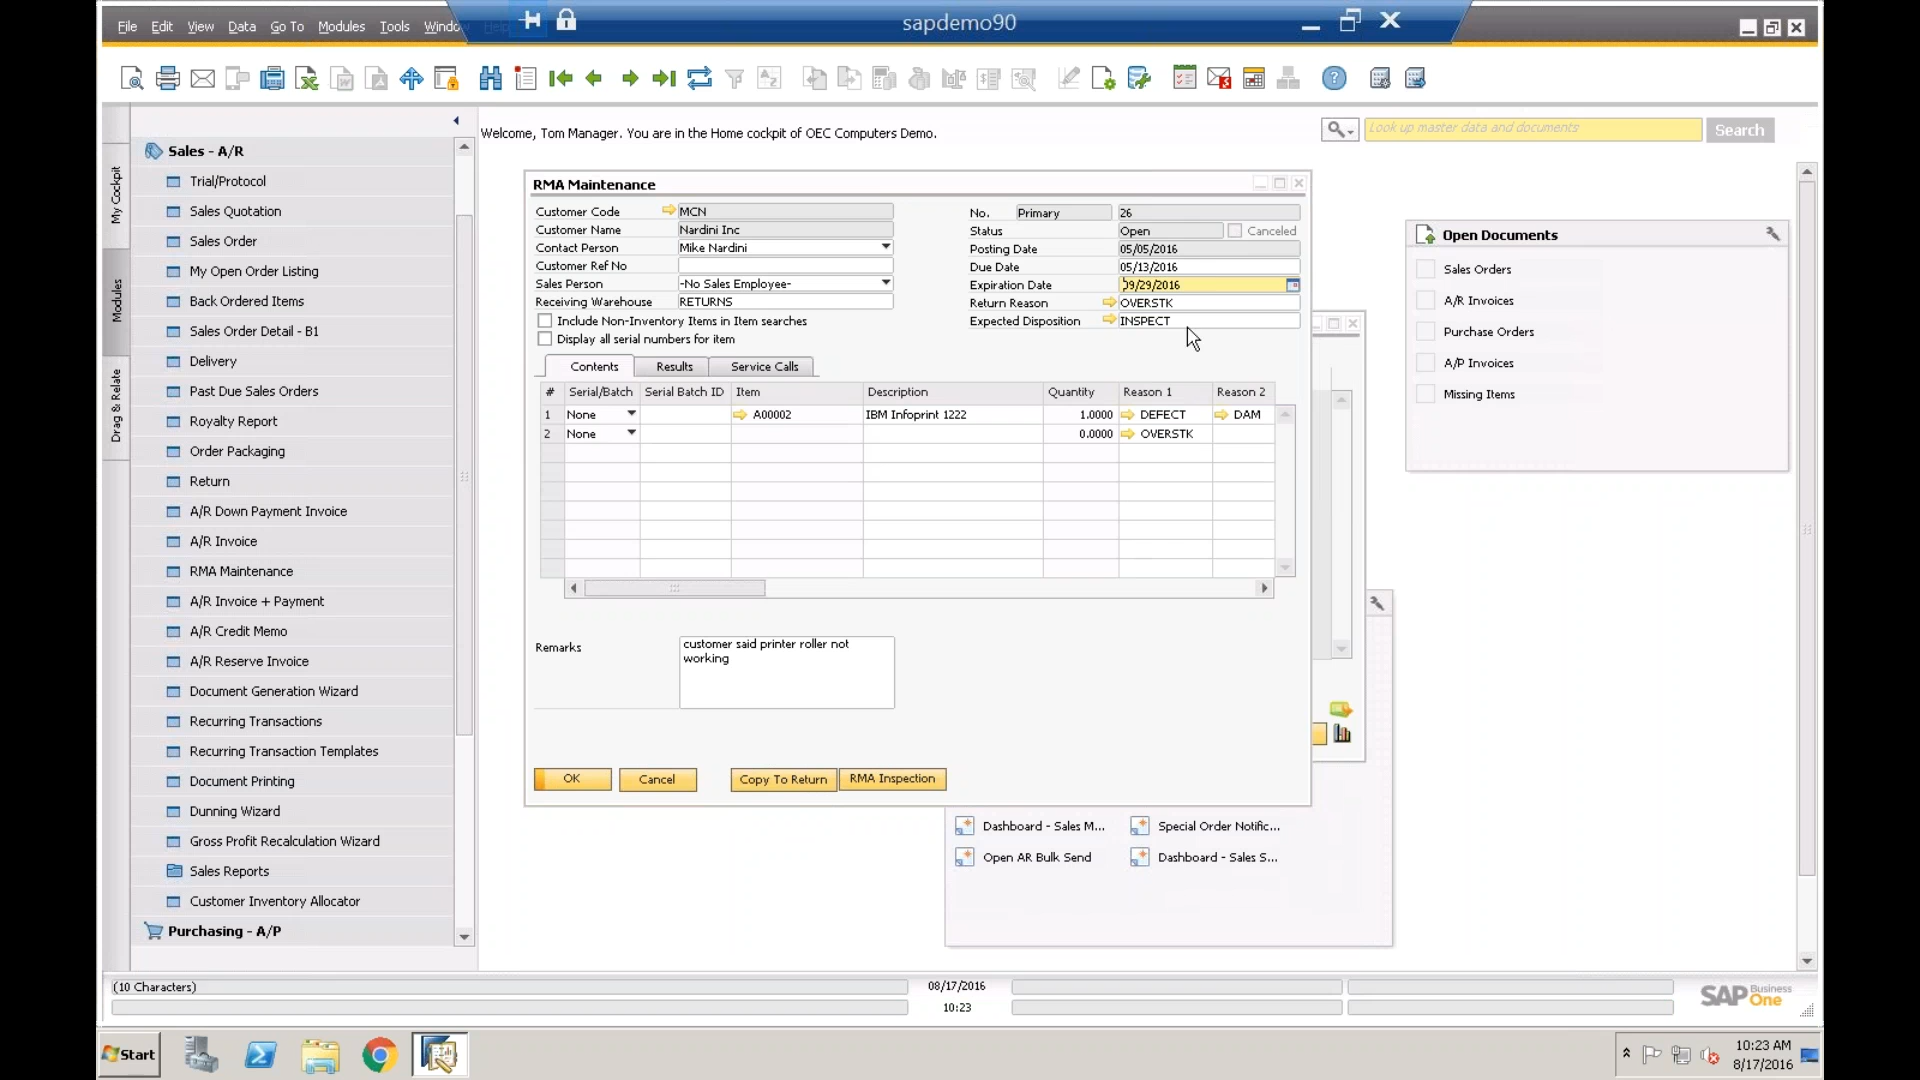 sapdemo90
File Edit View Data Go To Modules Tools Window Help
Welcome, Tom Manager. You are in the Home cockpit of OEC Computers Demo.
Look up master data and documents
Search
My Cockpit
Modules
Drag & Relate
Sales - A/R
Trial/Protocol
Sales Quotation
Sales Order
My Open Order Listing
Back Ordered Items
Sales Order Detail - B1
Delivery
Past Due Sales Orders
Royalty Report
Order Packaging
Return
A/R Down Payment Invoice
A/R Invoice
RMA Maintenance
A/R Invoice + Payment
A/R Credit Memo
A/R Reserve Invoice
Document Generation Wizard
Recurring Transactions
Recurring Transaction Templates
Document Printing
Dunning Wizard
Gross Profit Recalculation Wizard
Sales Reports
Customer Inventory Allocator
Purchasing - A/P
RMA Maintenance
Customer Code MCN
Customer Name Nardini Inc
Contact Person Mike Nardini
Customer Ref No
Sales Person -No Sales Employee-
Receiving Warehouse RETURNS
Include Non-Inventory Items in Item searches
Display all serial numbers for item
No. Primary 26
Status Open Canceled
Posting Date 05/05/2016
Due Date 05/13/2016
Expiration Date 09/29/2016
Return Reason OVERSTK
Expected Disposition INSPECT
Contents Results Service Calls
# Serial/Batch Serial Batch ID Item Description Quantity Reason 1 Reason 2
1 None A00002 IBM Infoprint 1222 1.0000 DEFECT DAM
2 None 0.0000 OVERSTK
Remarks
customer said printer roller not
working
OK Cancel Copy To Return RMA Inspection
Open Documents
Sales Orders
A/R Invoices
Purchase Orders
A/P Invoices
Missing Items
Dashboard - Sales M... Special Order Notific...
Open AR Bulk Send Dashboard - Sales S...
(10 Characters) 08/17/2016
10:23
SAP Business One
Start
10:23 AM
8/17/2016